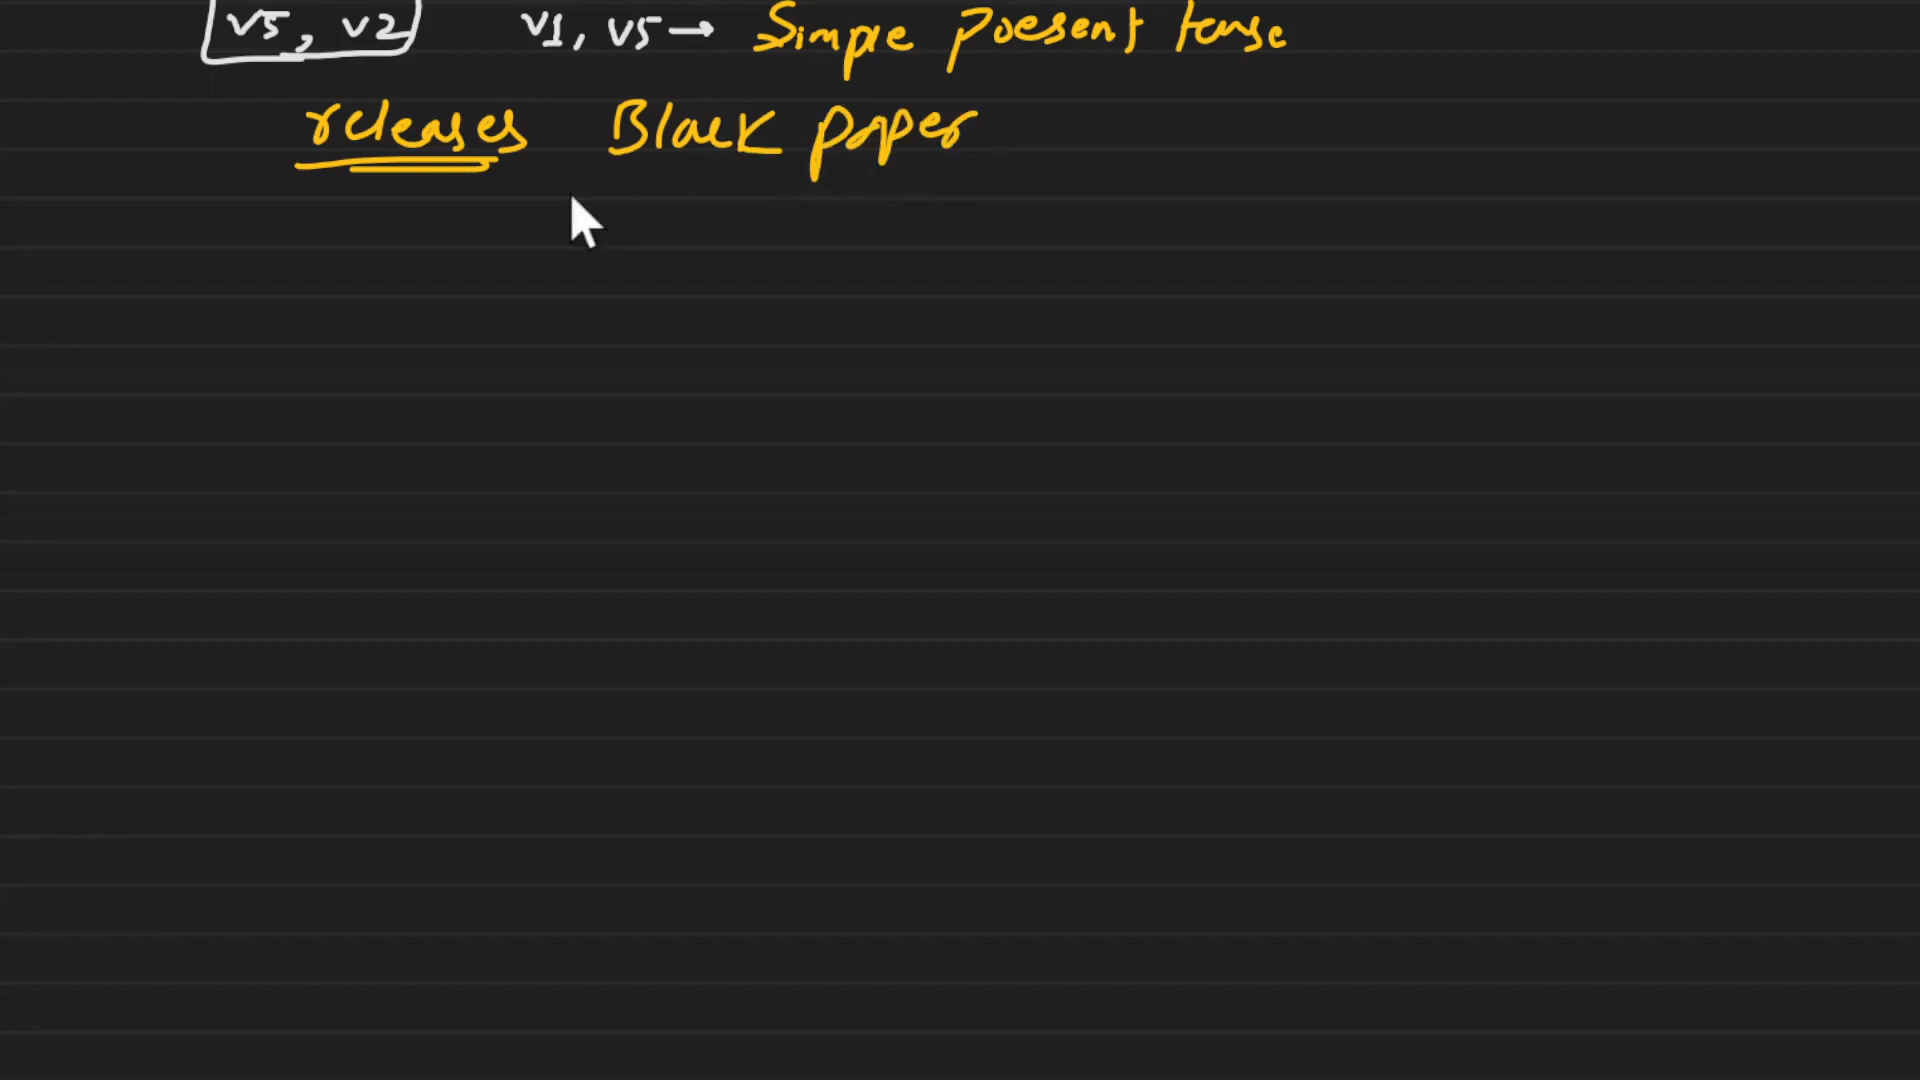 v5, v2 v1, v5→ Simple present tense
releases Black paper